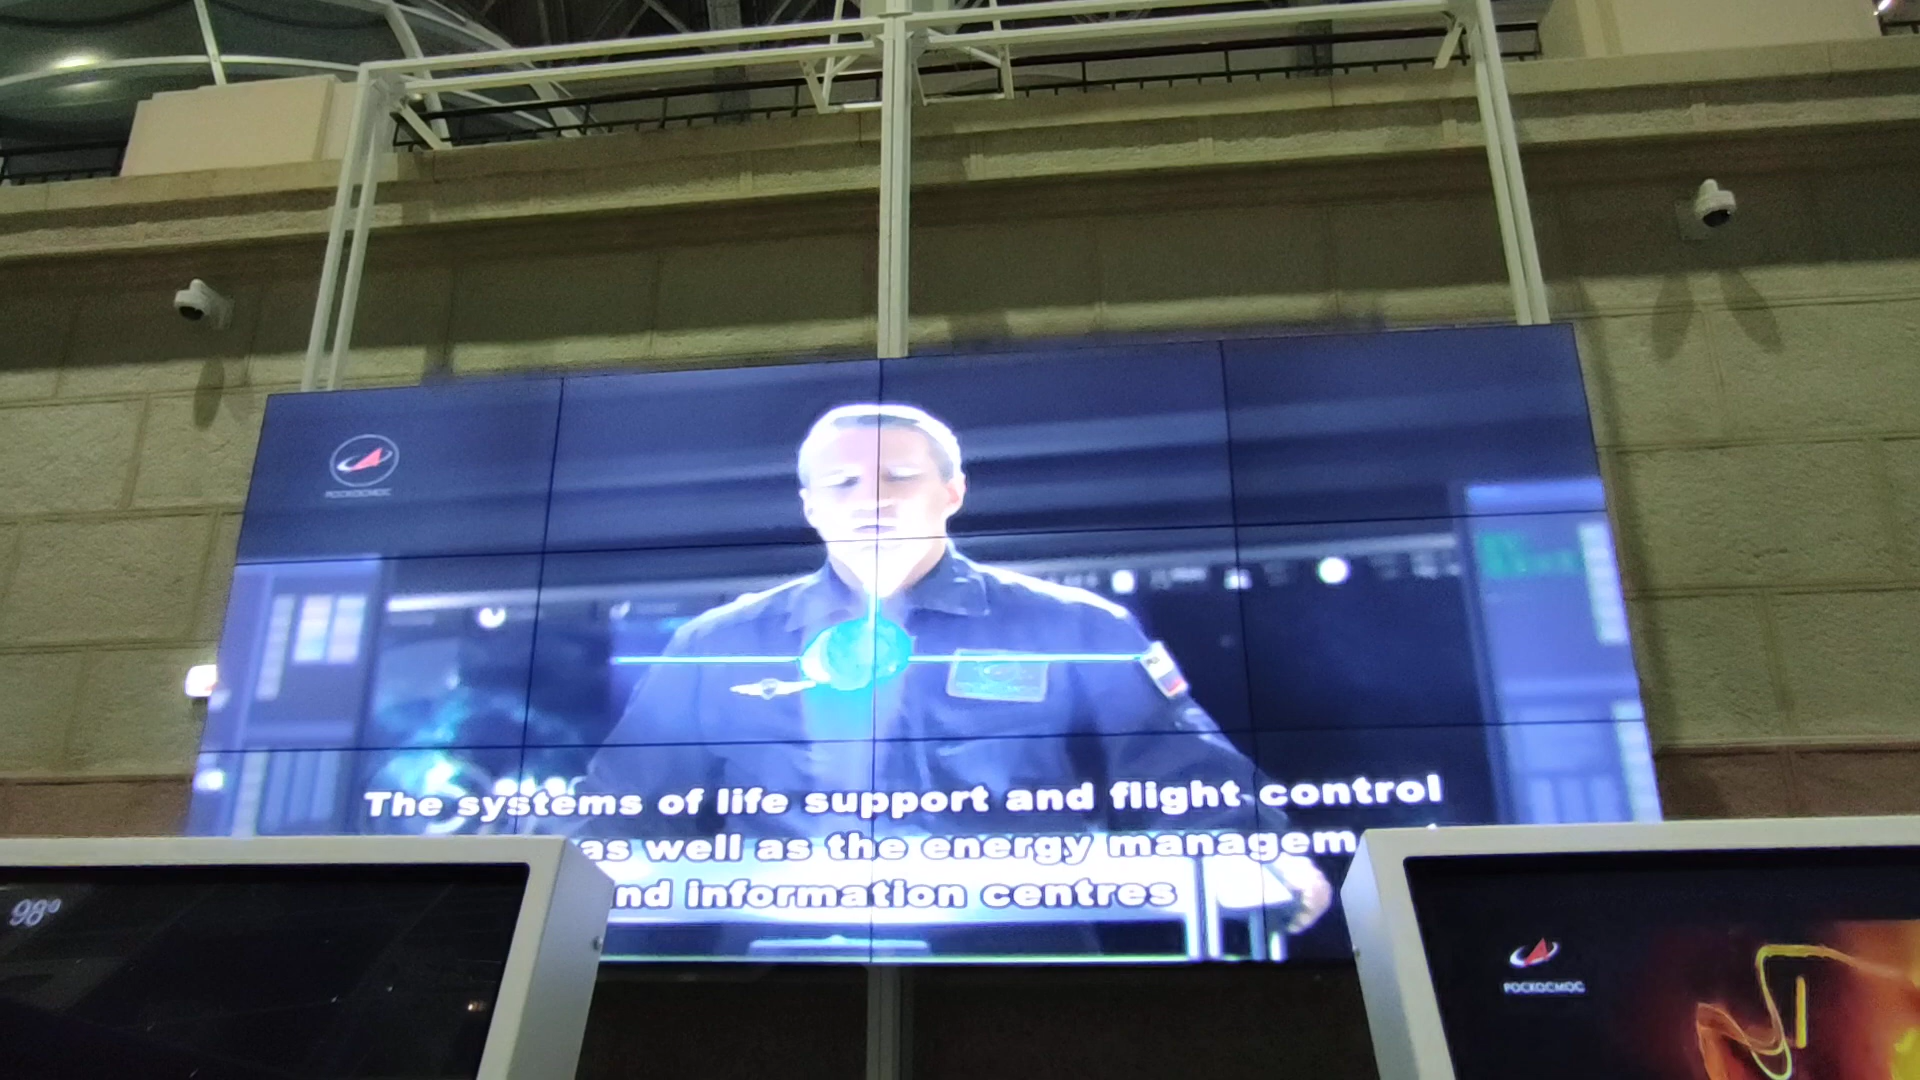 РОСКОСМОС
The systems of life support and flight control
as well as the energy managem
nd information centres
98°
РОСКОСМОС